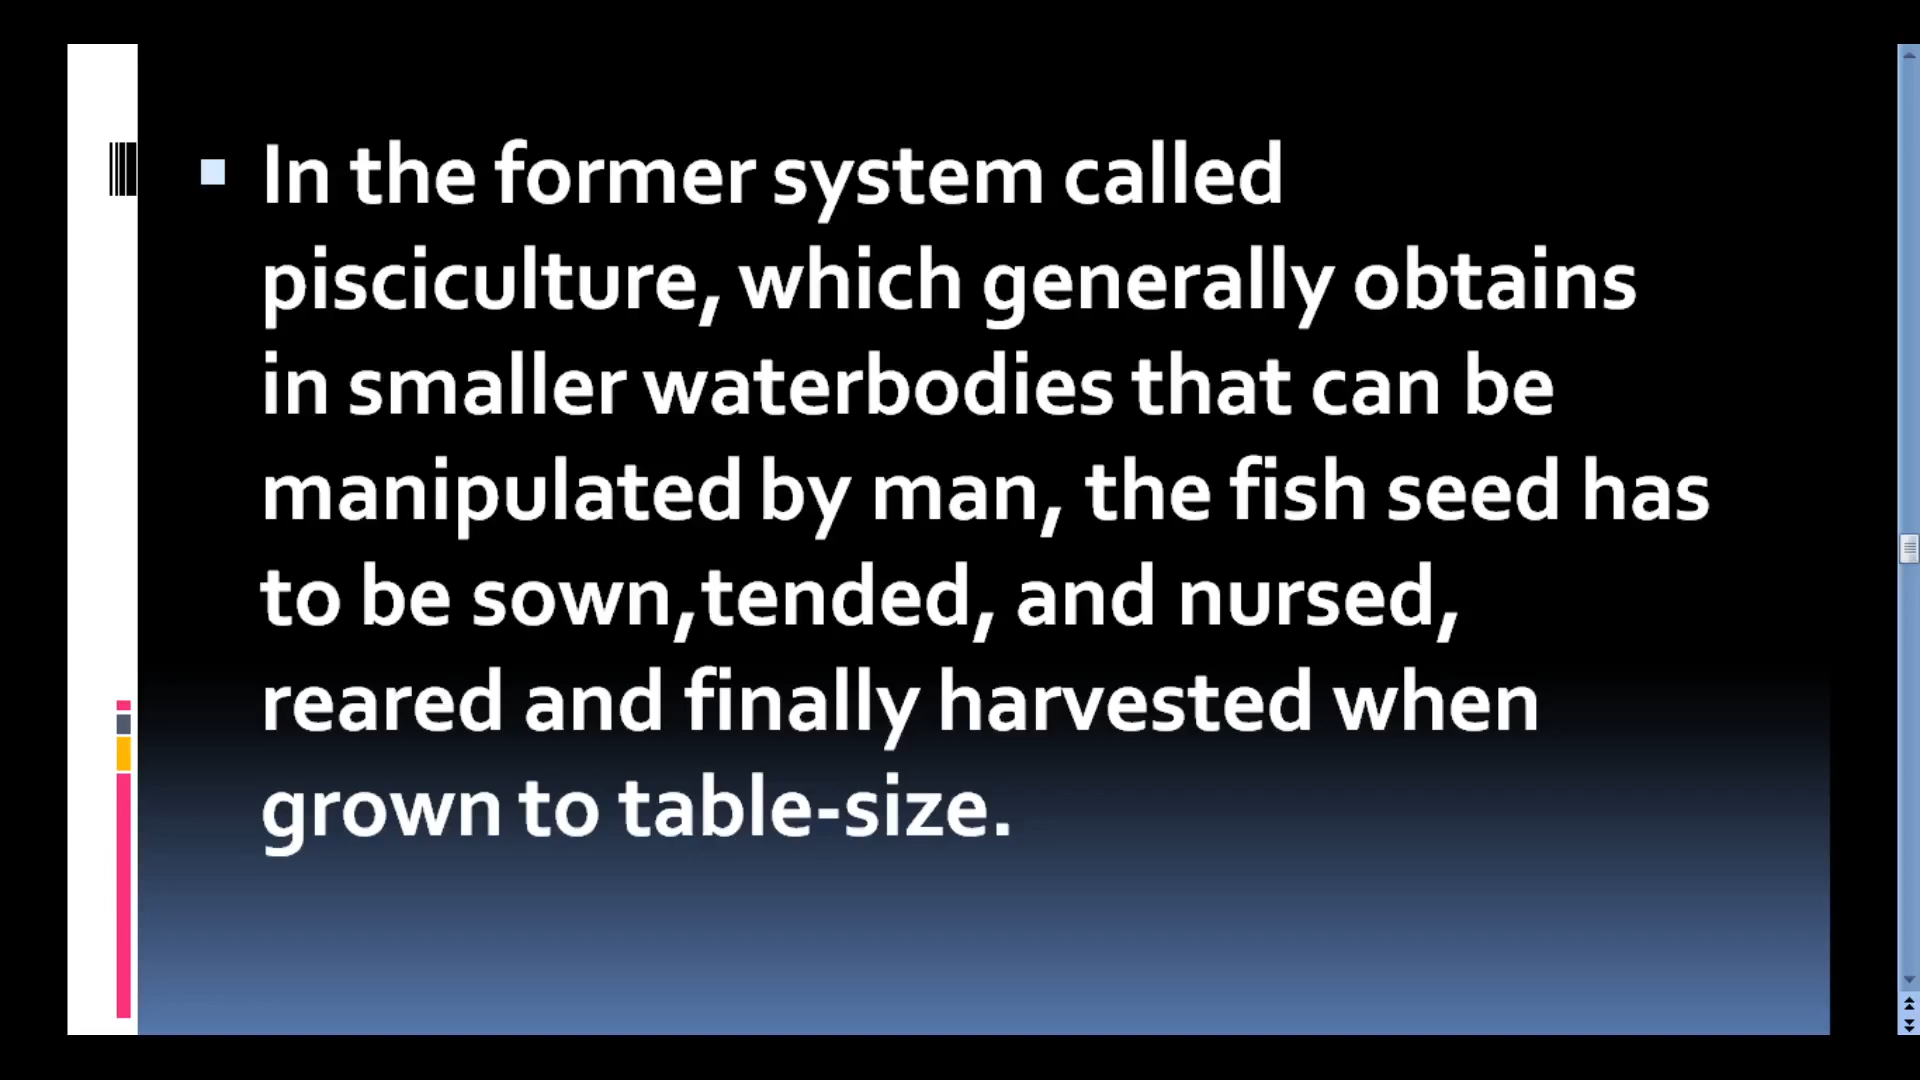 In the former system called
pisciculture, which generally obtains
in smaller waterbodies that can be
manipulated by man, the fish seed has
to be sown,tended, and nursed,
reared and finally harvested when
grown to table-size.